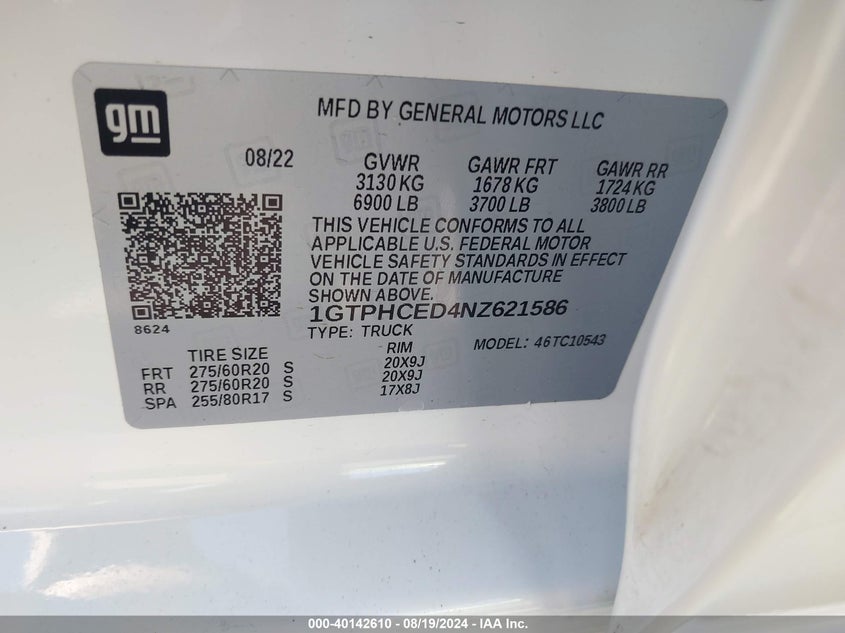 gm
MFD BY GENERAL MOTORS LLC
08/22 GVWR GAWR FRT GAWR RR
3130 KG 1678 KG 1724 KG
6900 LB 3700 LB 3800 LB
THIS VEHICLE CONFORMS TO ALL
APPLICABLE U.S. FEDERAL MOTOR
VEHICLE SAFETY STANDARDS IN EFFECT
ON THE DATE OF MANUFACTURE
SHOWN ABOVE.
1GTPHCED4NZ621586
8624
TYPE: TRUCK MODEL: 46TC10543
TIRE SIZE RIM
FRT 275/60R20 S 20X9J
RR 275/60R20 S 20X9J
SPA 255/80R17 S 17X8J
000-40142610 - 08/19/2024 - IAA Inc.